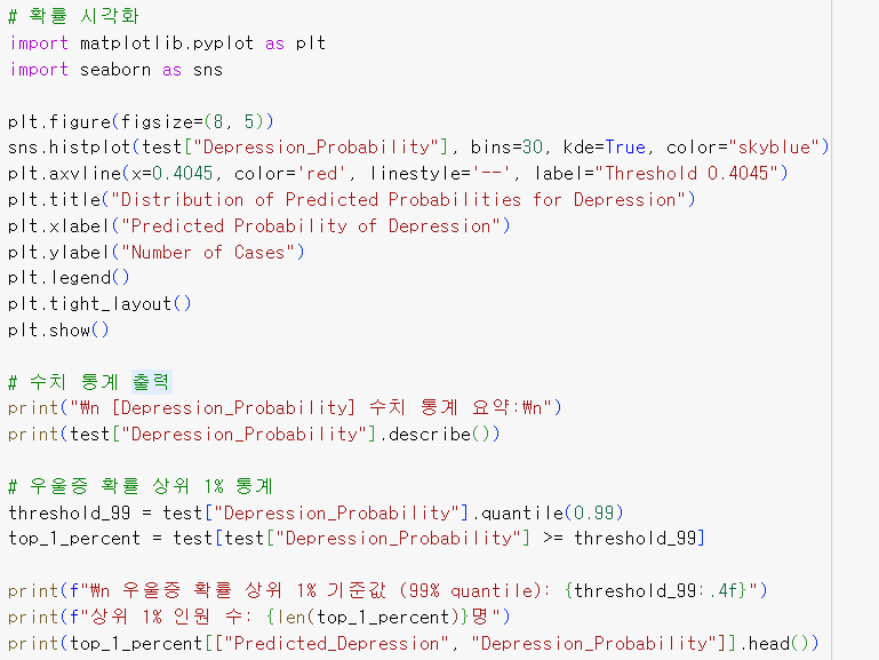 # 확률 시각화
import matplotlib.pyplot as plt
import seaborn as sns
plt.figure(figsize=(8, 5))
sns.histplot(test["Depression_Probability"], bins=30, kde=True, color="skyblue")
plt.axvline(x=0.4045, color='red', linestyle='--', label="Threshold 0.4045")
plt.title("Distribution of Predicted Probabilities for Depression")
plt.xlabel("Predicted Probability of Depression")
plt.ylabel("Number of Cases")
plt.legend()
plt.tight_layout()
plt.show()
# 수치 통계 출력
print("₩n [Depression_Probability] 수치 통계 요약:₩n")
print(test["Depression_Probability"].describe())
# 우울증 확률 상위 1% 통계
threshold_99 = test["Depression_Probability"].quantile(0.99)
top_1_percent = test[test["Depression_Probability"] >= threshold_99]
print(f"₩n 우울증 확률 상위 1% 기준값 (99% quantile): {threshold_99:.4f}")
print(f"상위 1% 인원 수: {len(top_1_percent)}명")
print(top_1_percent[["Predicted_Depression", "Depression_Probability"]].head())